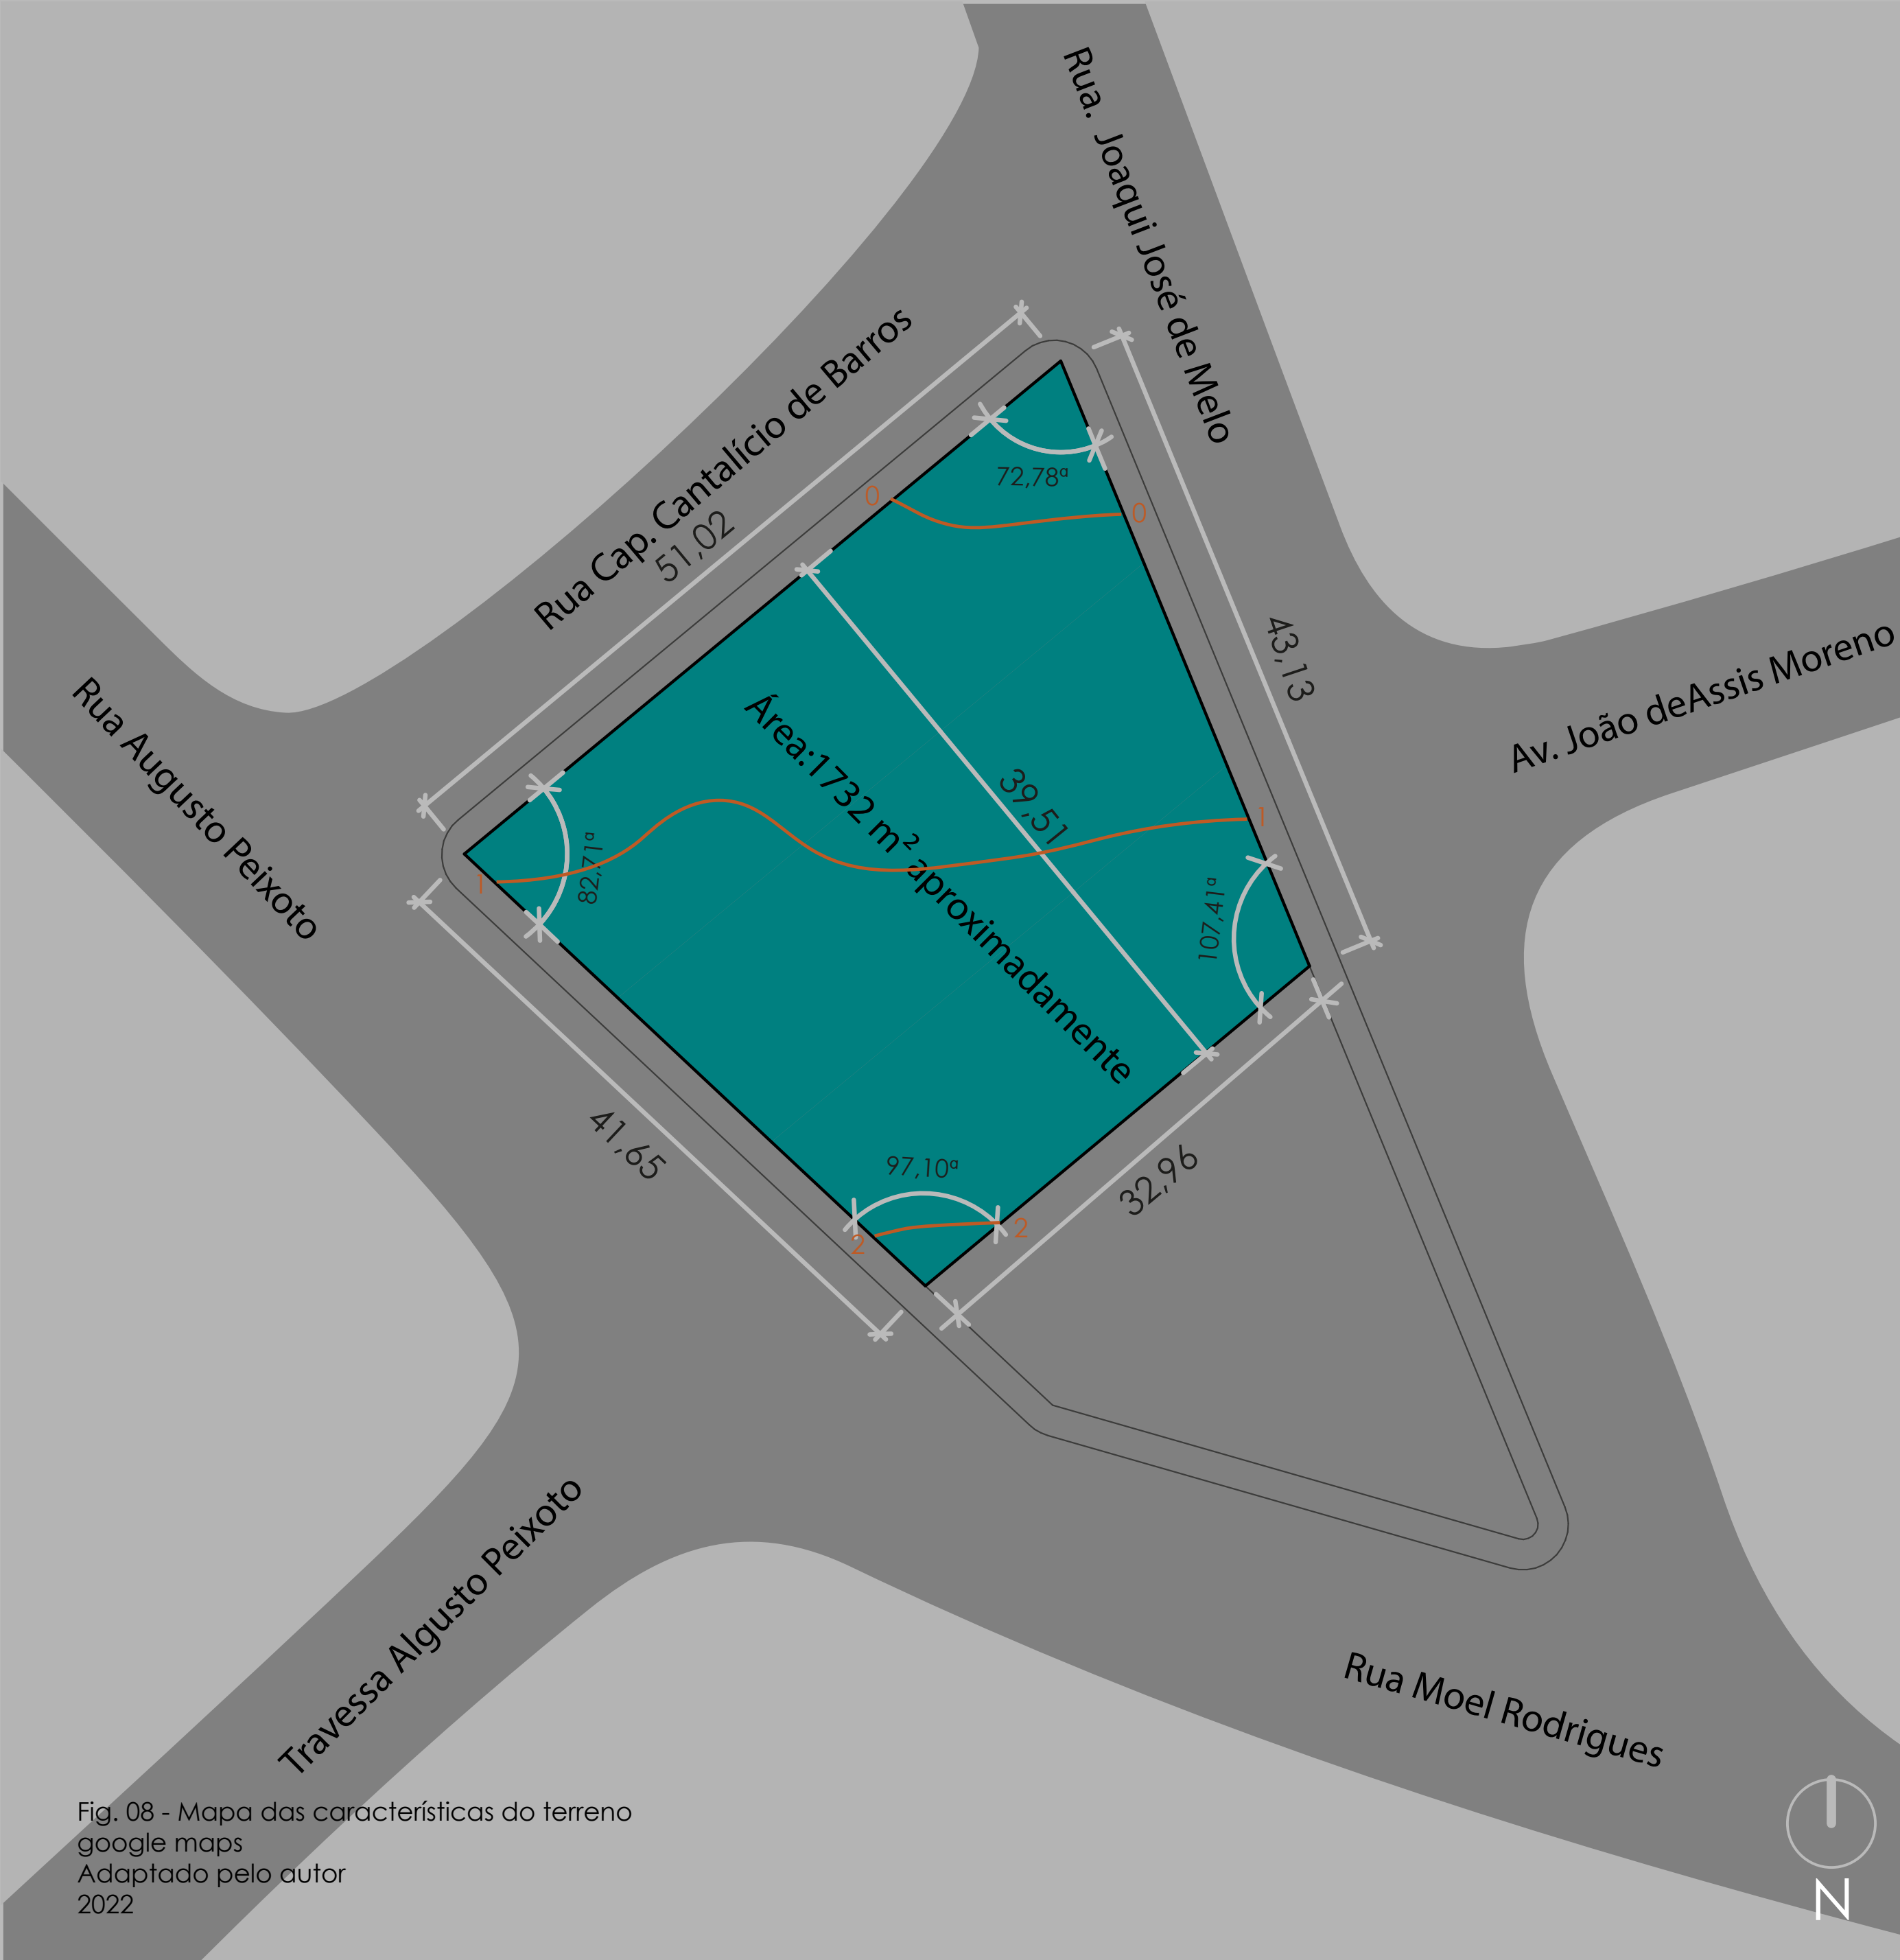 Rua. Joaqui José de Melo
Rua Cap. Cantalício de Barros
51,02
72,78ª
0
0
43,13
Av. João deAssis Moreno
Rua Augusto Peixoto
Área:1732 m² aproximadamente
39,51
1
1
82,71ª
107,41ª
41,65
97,10ª
32,96
2
2
Travessa Algusto Peixoto
Rua Moel Rodrigues
Fig. 08 - Mapa das características do terreno
google maps
Adaptado pelo autor
2022
N